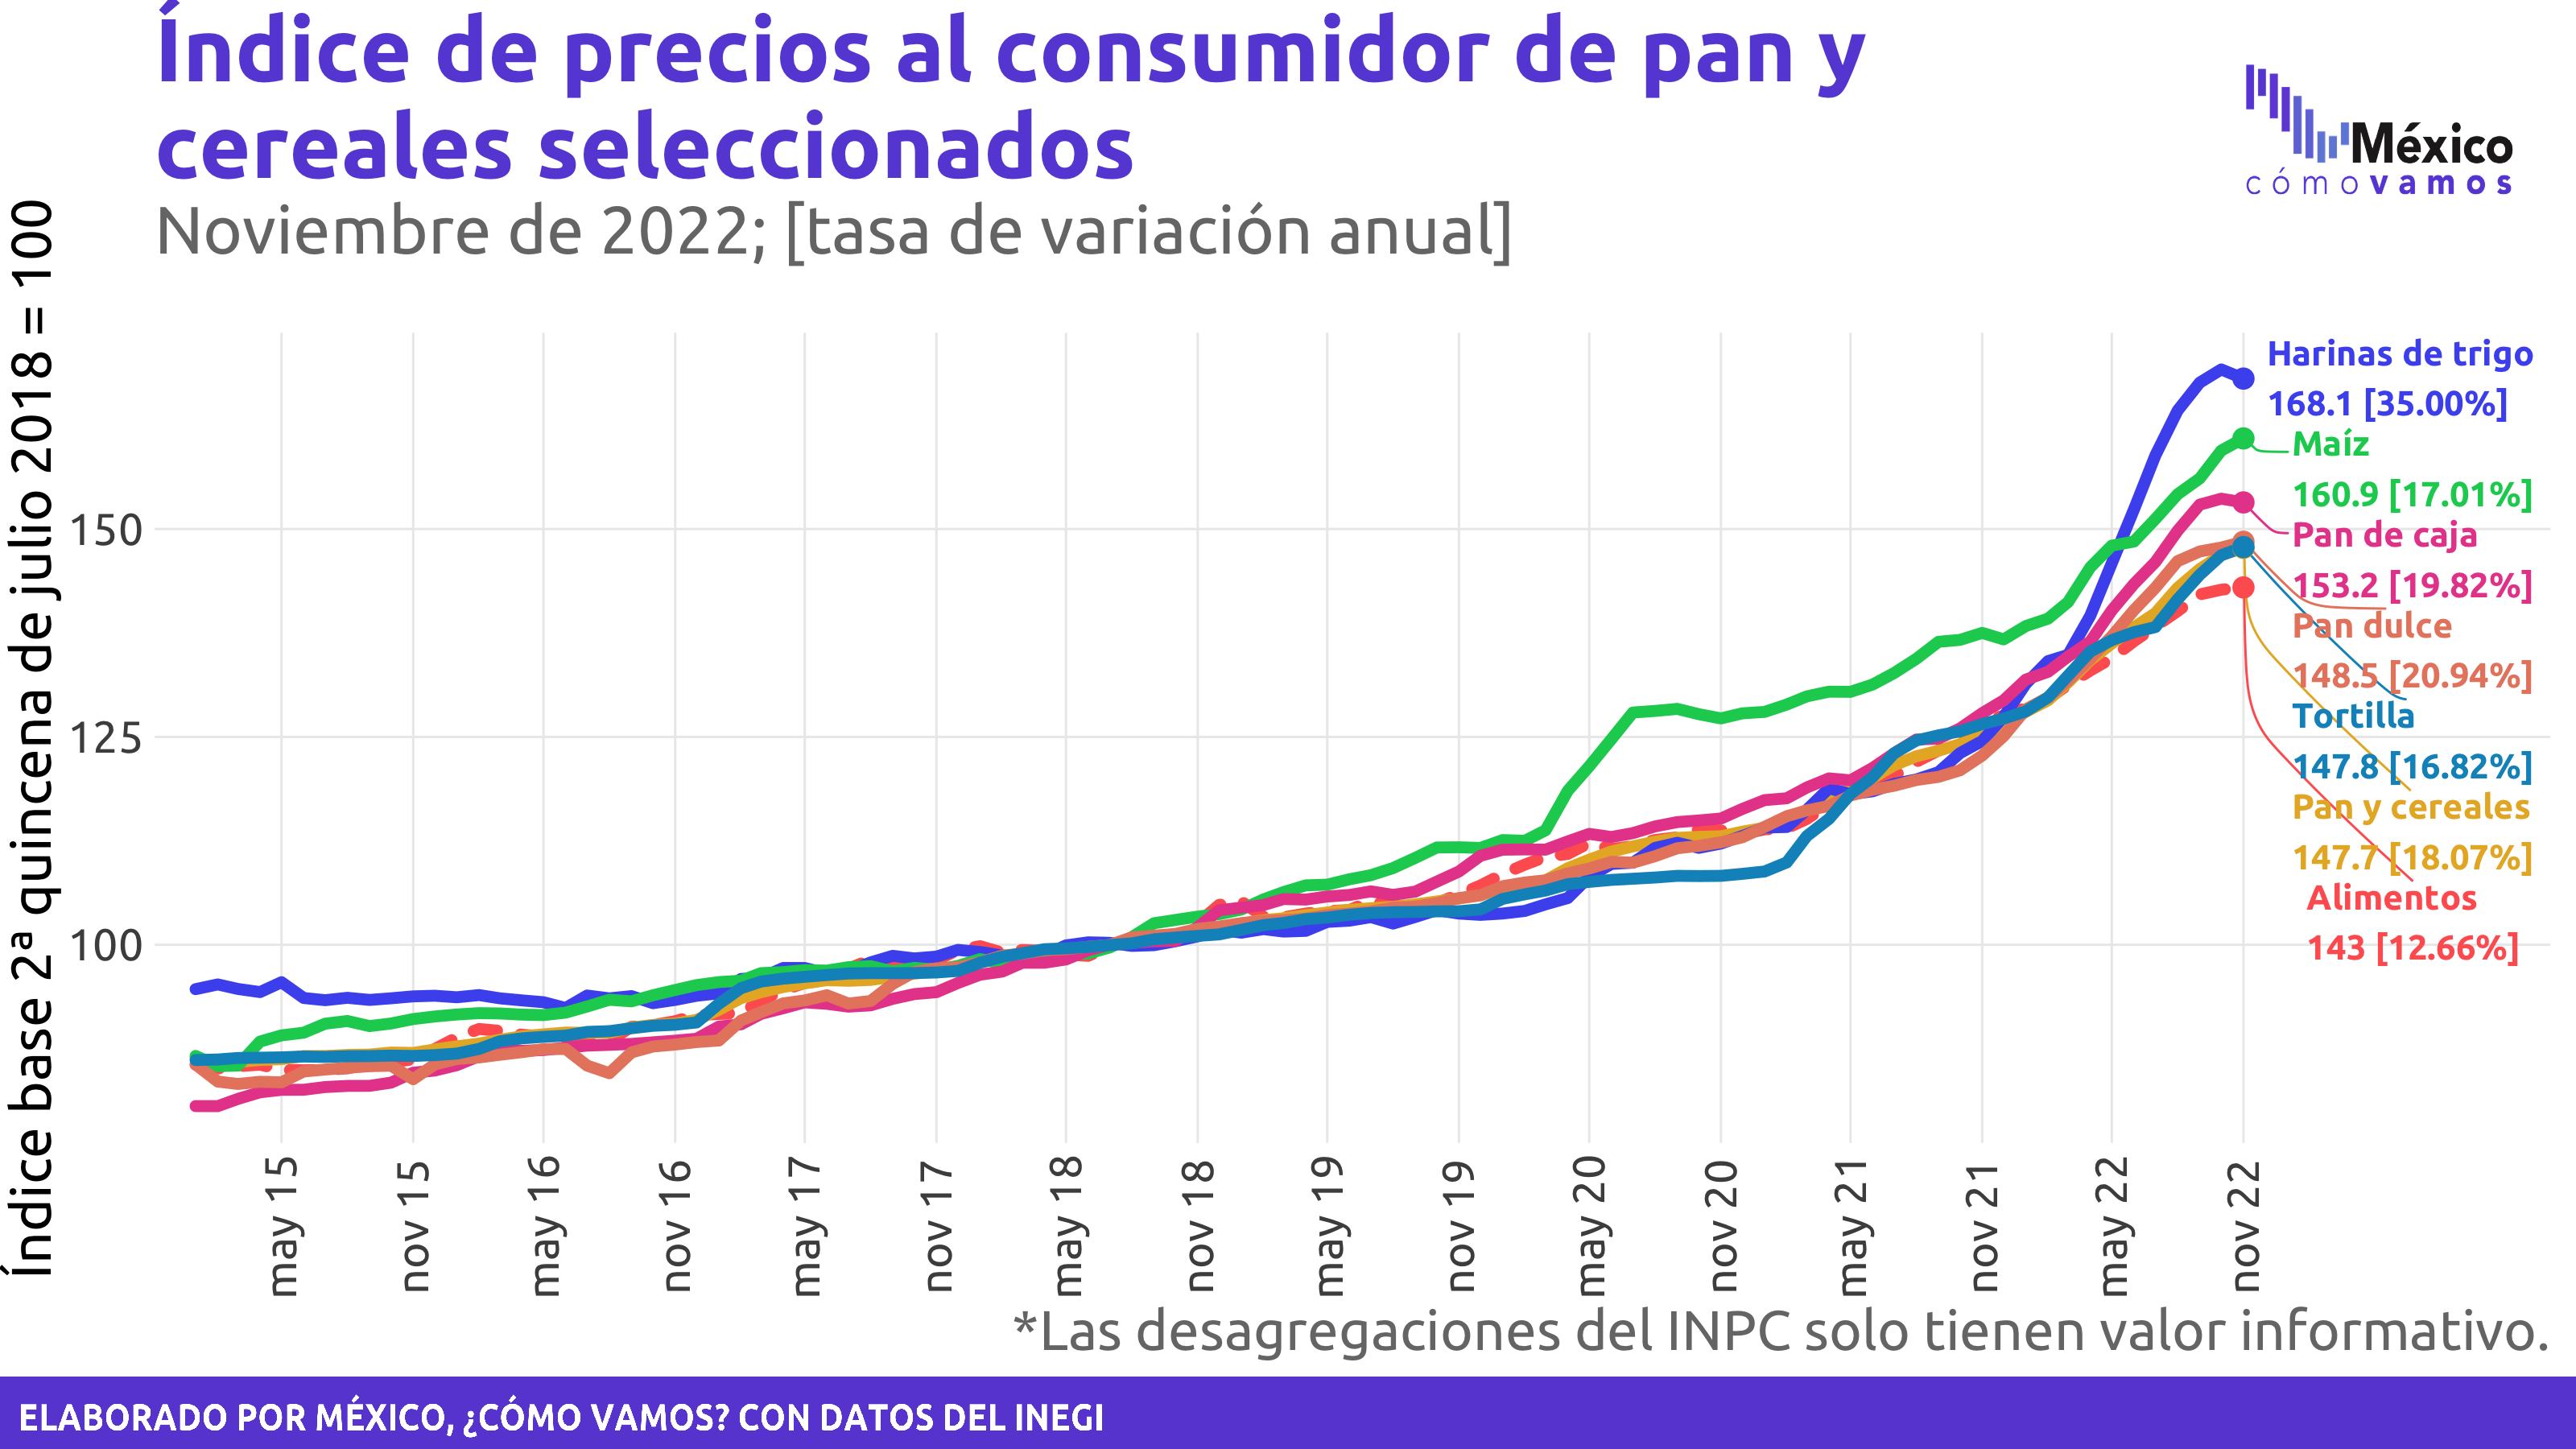 Índice de precios al consumidor de pan y
cereales seleccionados
Noviembre de 2022; [tasa de variación anual]
México
cómo vamos
Índice base 2ª quincena de julio 2018 = 100
150
125
100
Harinas de trigo
168.1 [35.00%]
Maíz
160.9 [17.01%]
Pan de caja
153.2 [19.82%]
Pan dulce
148.5 [20.94%]
Tortilla
147.8 [16.82%]
Pan y cereales
147.7 [18.07%]
Alimentos
143 [12.66%]
may 15
nov 15
may 16
nov 16
may 17
nov 17
may 18
nov 18
may 19
nov 19
may 20
nov 20
may 21
nov 21
may 22
nov 22
*Las desagregaciones del INPC solo tienen valor informativo.
ELABORADO POR MÉXICO, ¿CÓMO VAMOS? CON DATOS DEL INEGI